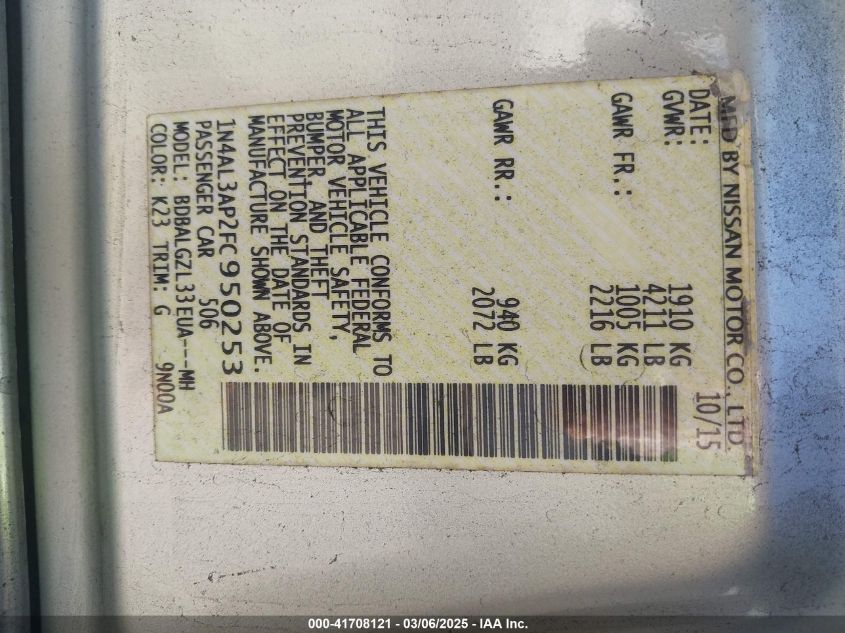 MFD BY NISSAN MOTOR CO., LTD
DATE: 10/15
GVWR: 1910 KG
4211 LB
GAWR FR.: 1005 KG
2216 LB
GAWR RR.: 940 KG
2072 LB
THIS VEHICLE CONFORMS TO
ALL APPLICABLE FEDERAL
MOTOR VEHICLE SAFETY,
BUMPER, AND THEFT
PREVENTION STANDARDS IN
EFFECT ON THE DATE OF
MANUFACTURE SHOWN ABOVE.
1N4AL3AP2FC950253
PASSENGER CAR 506
MODEL: BDBALGZL33EUA---MH
COLOR: K23 TRIM: G 9N00A
000-41708121 - 03/06/2025 - IAA Inc.